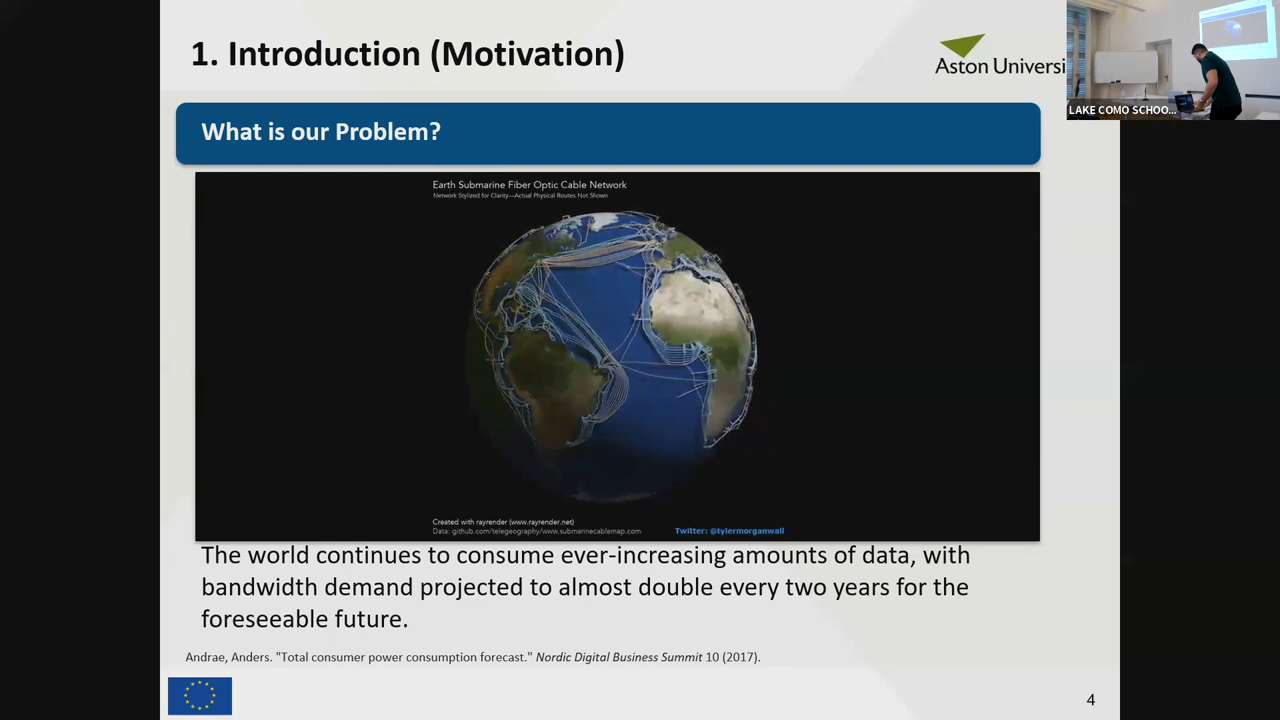 1. Introduction (Motivation)
Aston Universi
LAKE COMO SCHOO...
What is our Problem?
Earth Submarine Fiber Optic Cable Network
Network Stylized for Clarity—Actual Physical Routes Not Shown
Created with rayrender (www.rayrender.net)
Data: github.com/telegeography/www.submarinecablemap.com
Twitter: @tylermorganwall
The world continues to consume ever-increasing amounts of data, with
bandwidth demand projected to almost double every two years for the
foreseeable future.
Andrae, Anders. "Total consumer power consumption forecast." Nordic Digital Business Summit 10 (2017).
4